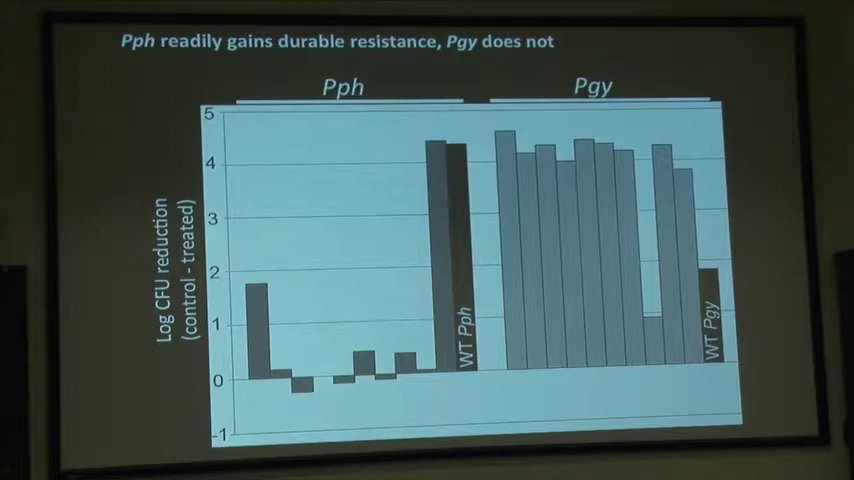 Pph readily gains durable resistance, Pgy does not
Pph
Pgy
Log CFU reduction
(control - treated)
5
4
3
2
1
0
-1
WT Pph
WT Pgy